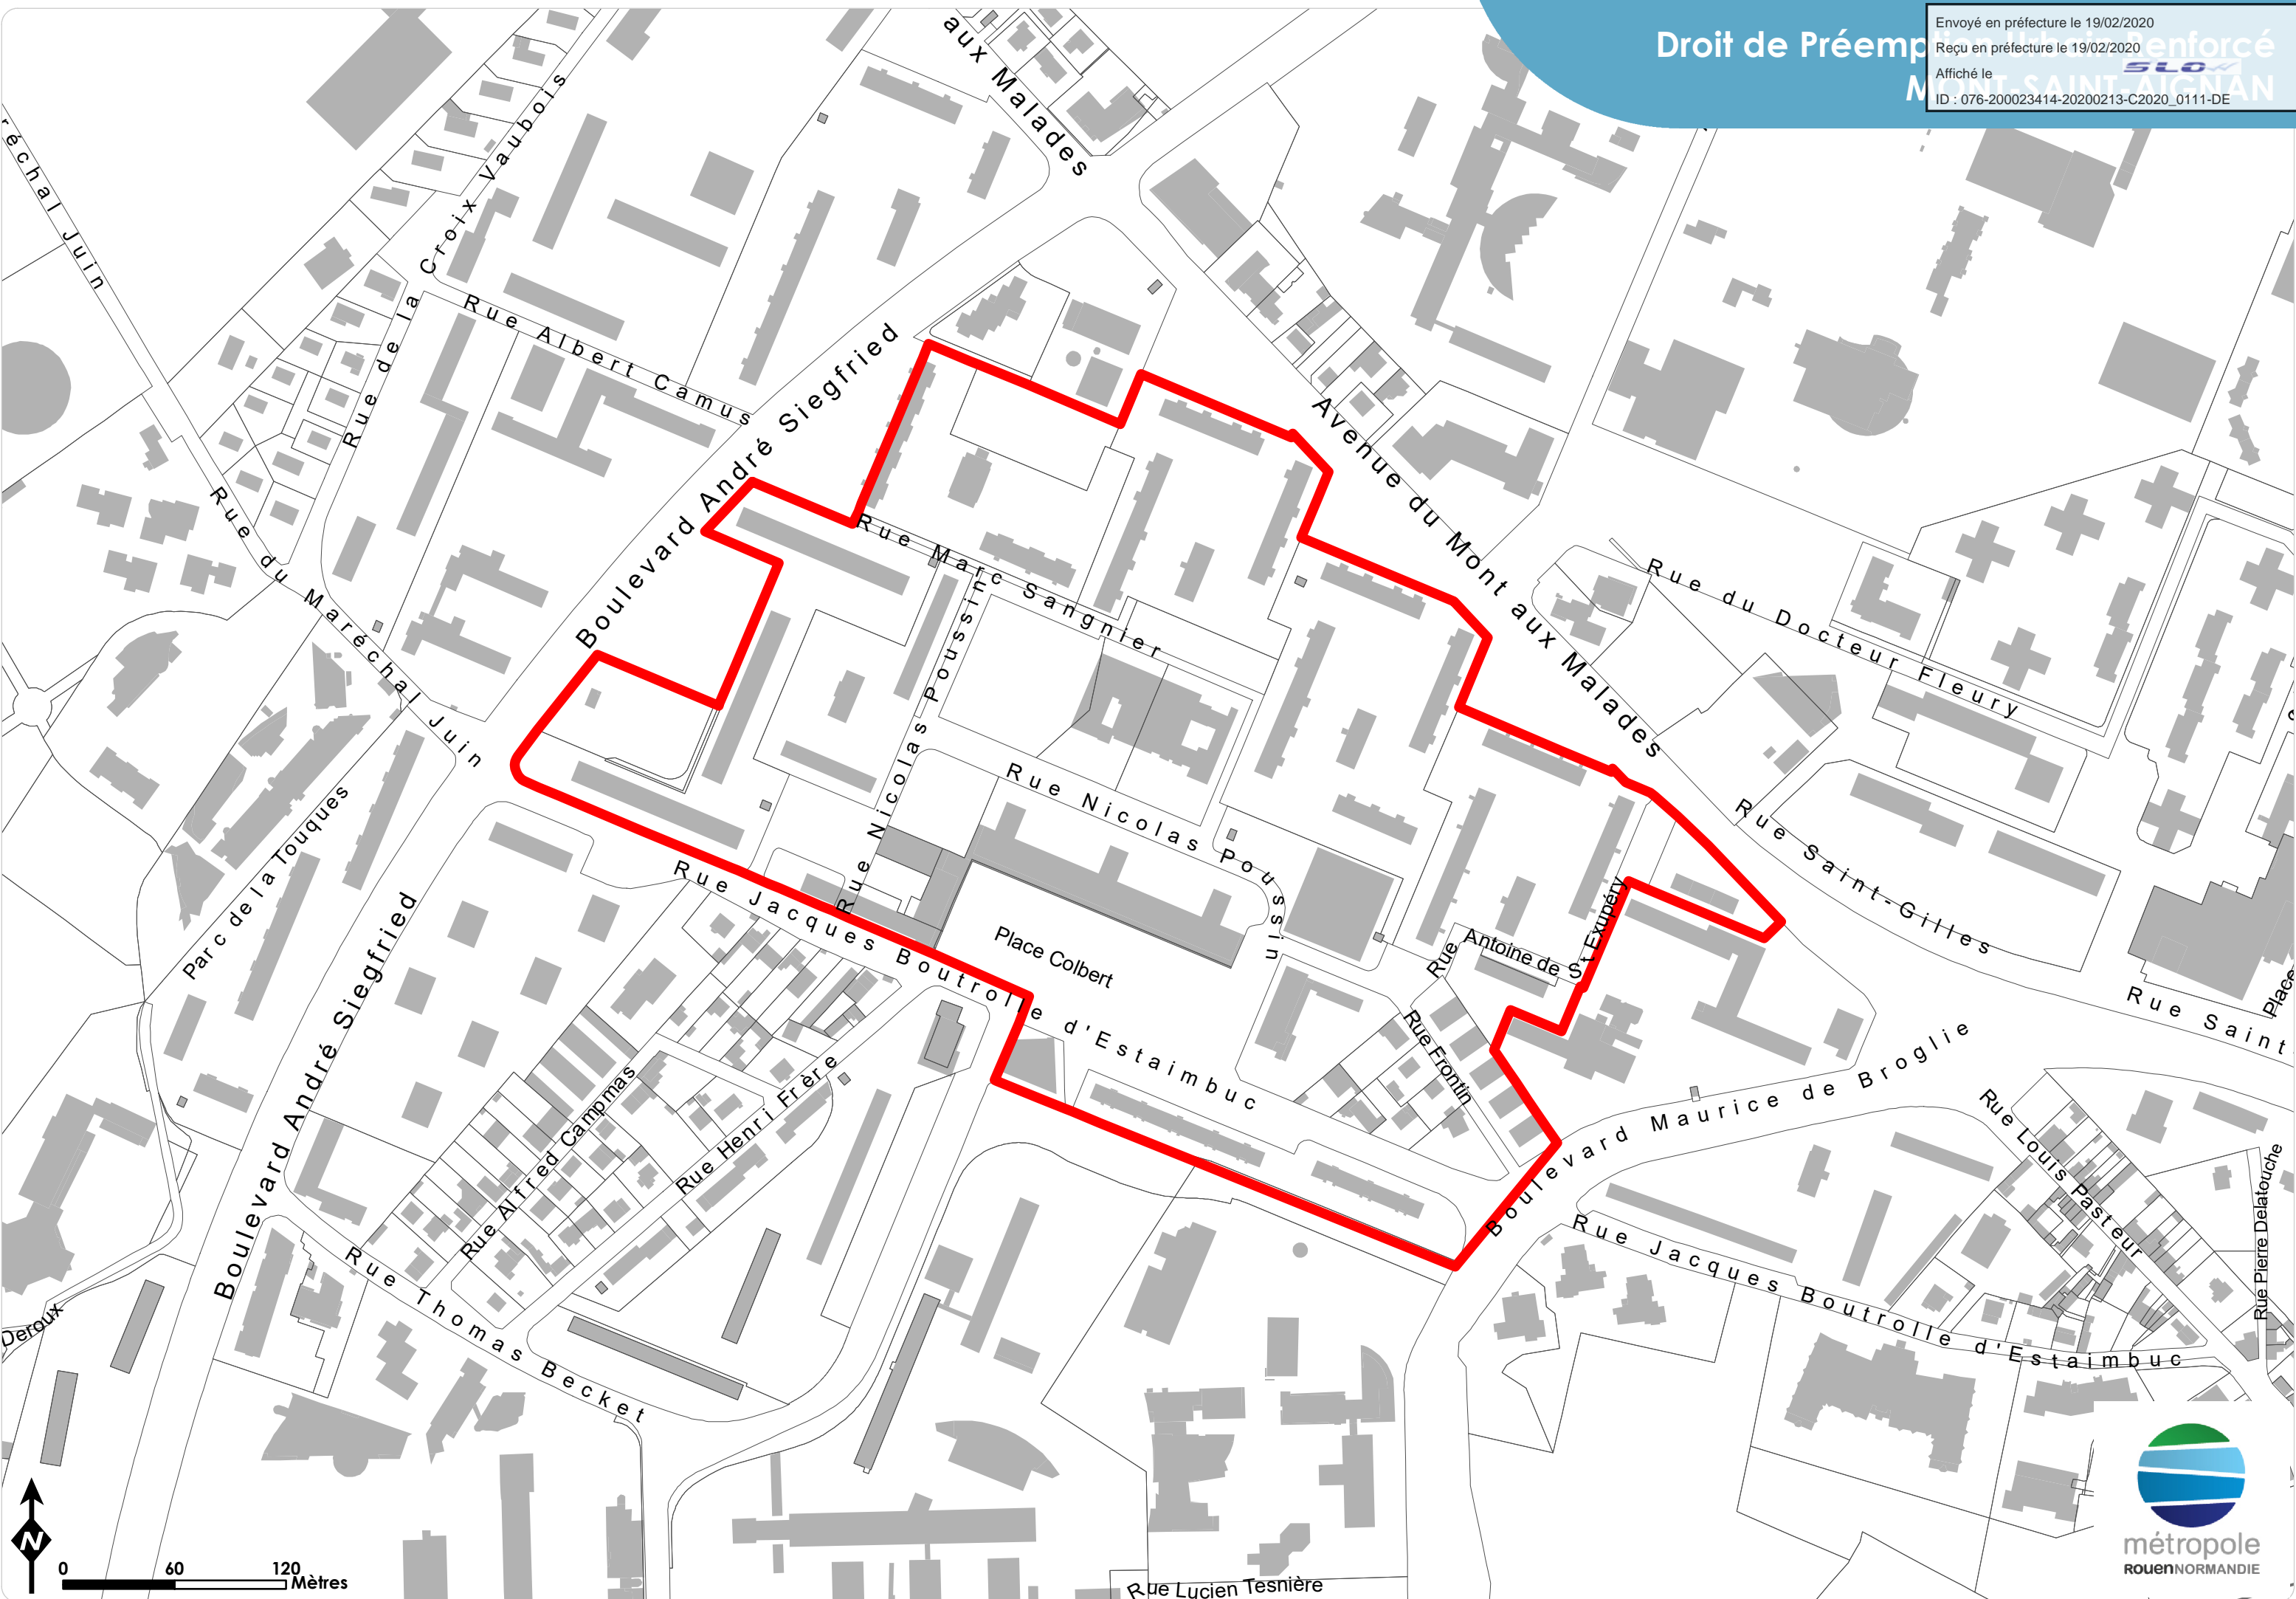 Droit de Préemption Urbain Renforcé
MONT-SAINT-AIGNAN
Envoyé en préfecture le 19/02/2020
Reçu en préfecture le 19/02/2020
Affiché le
SLOW
ID : 076-200023414-20200213-C2020_0111-DE
aux Malades
réchal Juin
Rue de la Croix Vaubois
Rue Albert Camus
Boulevard André Siegfried
Avenue du Mont aux Malades
Rue du Maréchal Juin
Rue Marc Sangnier
Rue du Docteur Fleury
Rue Nicolas Poussin
Rue Nicolas Poussin
Rue Saint-Gilles
Parc de la Touques
Rue Jacques Boutrolle d'Estaimbuc
Place Colbert
Rue Antoine de St Exupéry
Rue Frontin
Rue Saint
Place
Boulevard André Siegfried
Boulevard Maurice de Broglie
Rue Alfred Campmas
Rue Henri Frère
Rue Louis Pasteur
Rue Pierre Delatouche
Rue Jacques Boutrolle d'Estaimbuc
Deroux
Rue Thomas Becket
Rue Lucien Tesnière
N
0 60 120
Mètres
métropole
ROUENNORMANDIE